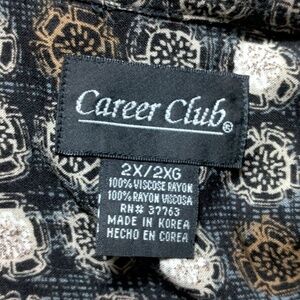 Career Club®
2X/2XG
100% VISCOSE RAYON
100% RAYON VISCOSA
RN# 37763
MADE IN KOREA
HECHO EN COREA